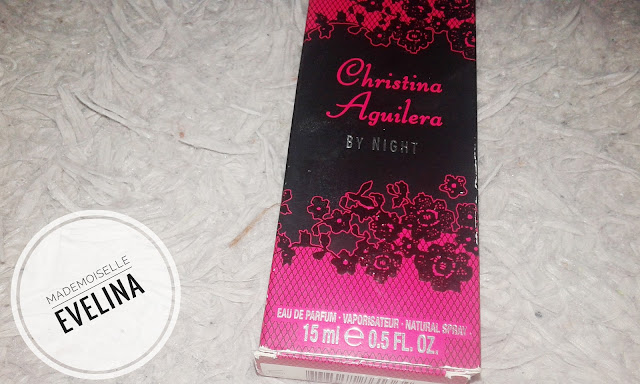 Christina
Aguilera
BY NIGHT
EAU DE PARFUM · VAPORISATEUR · NATURAL SPRAY
15 ml e 0.5 FL. OZ.
MADEMOISELLE
EVELINA